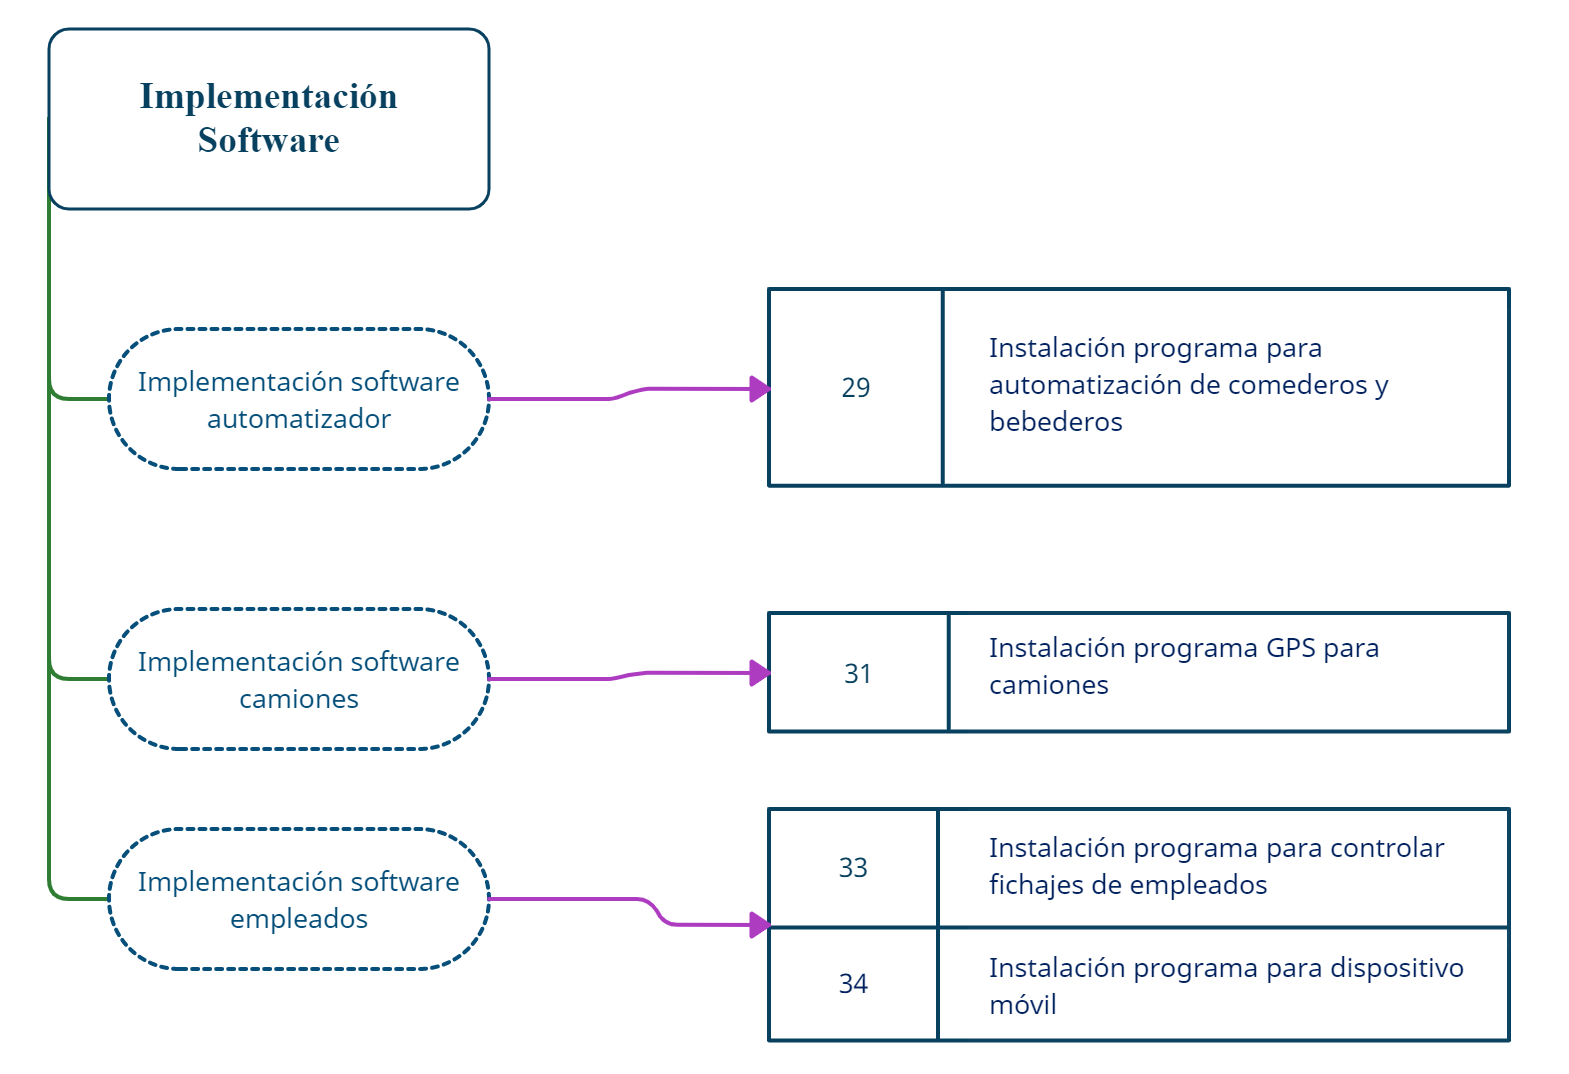 Implementación
Software
Implementación software
automatizador
29
Instalación programa para
automatización de comederos y
bebederos
Implementación software
camiones
31
Instalación programa GPS para
camiones
Implementación software
empleados
33
Instalación programa para controlar
fichajes de empleados
34
Instalación programa para dispositivo
móvil